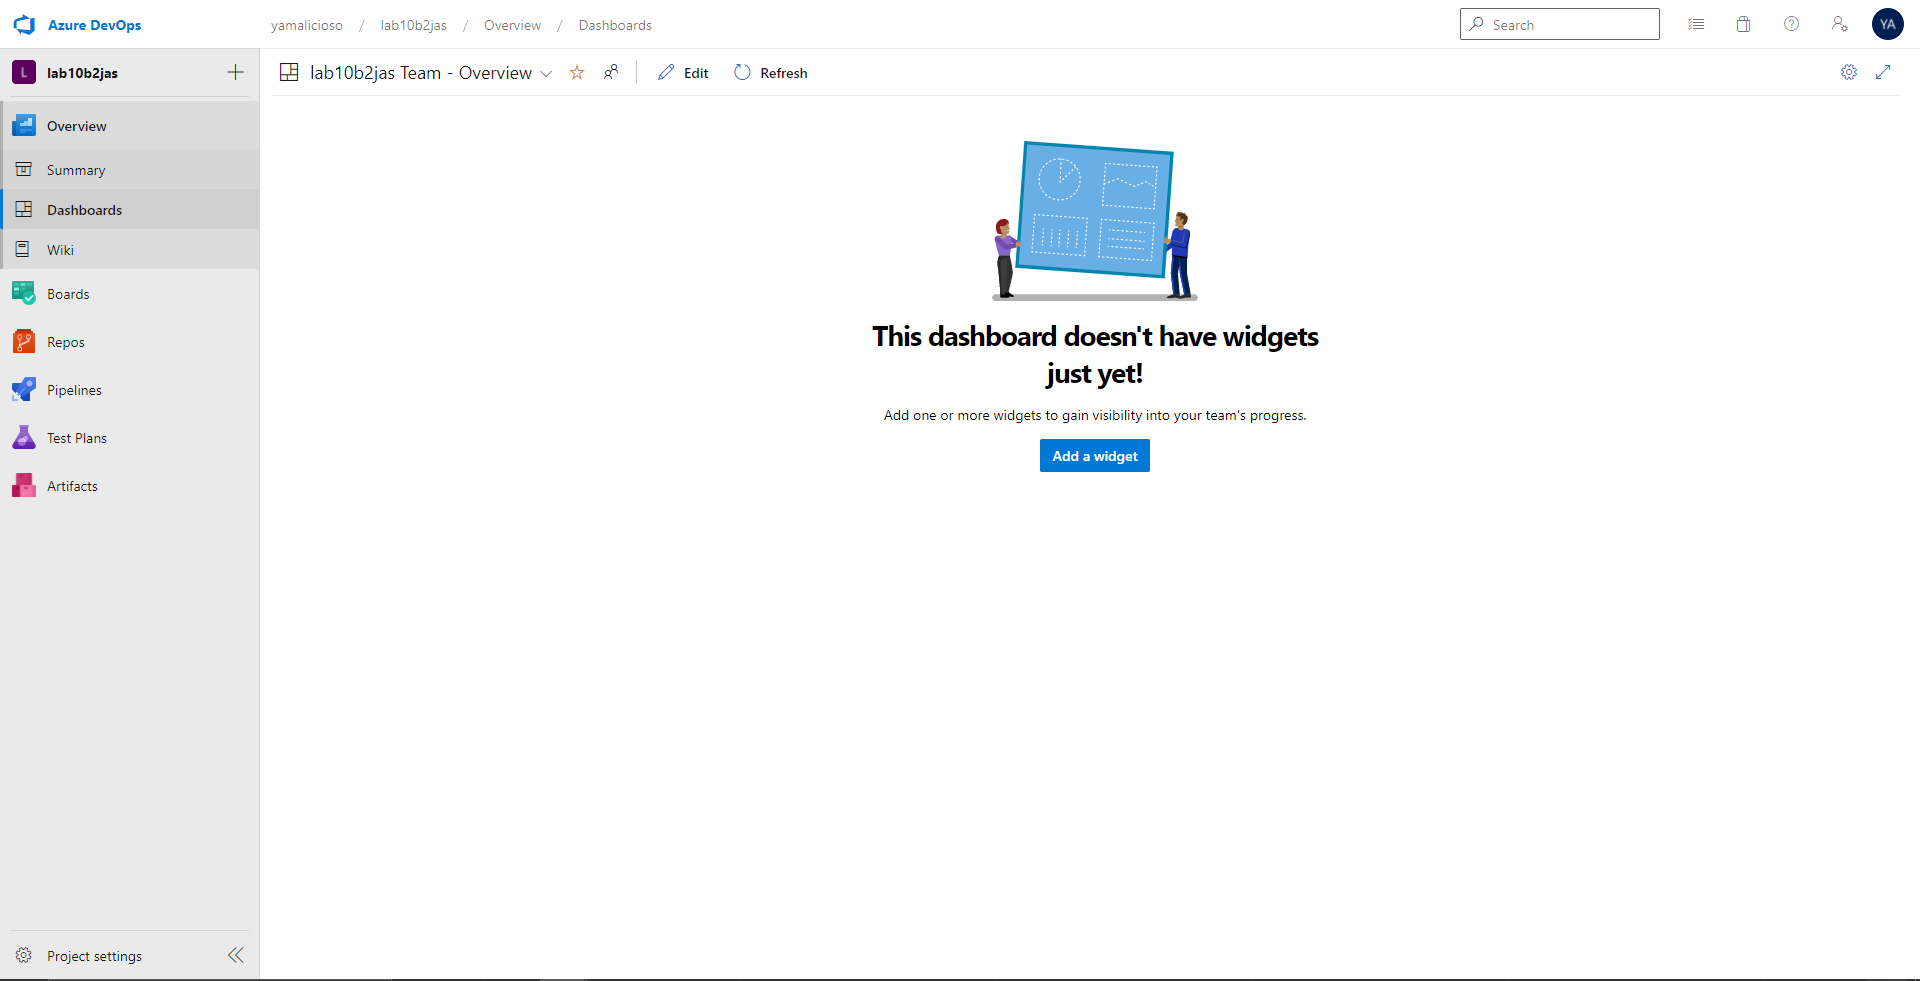 Azure DevOps
yamalicioso / lab10b2jas / Overview / Dashboards
Search
YA
L lab10b2jas
lab10b2jas Team - Overview
Edit
Refresh
Overview
Summary
Dashboards
Wiki
Boards
Repos
Pipelines
Test Plans
Artifacts
This dashboard doesn't have widgets
just yet!
Add one or more widgets to gain visibility into your team's progress.
Add a widget
Project settings